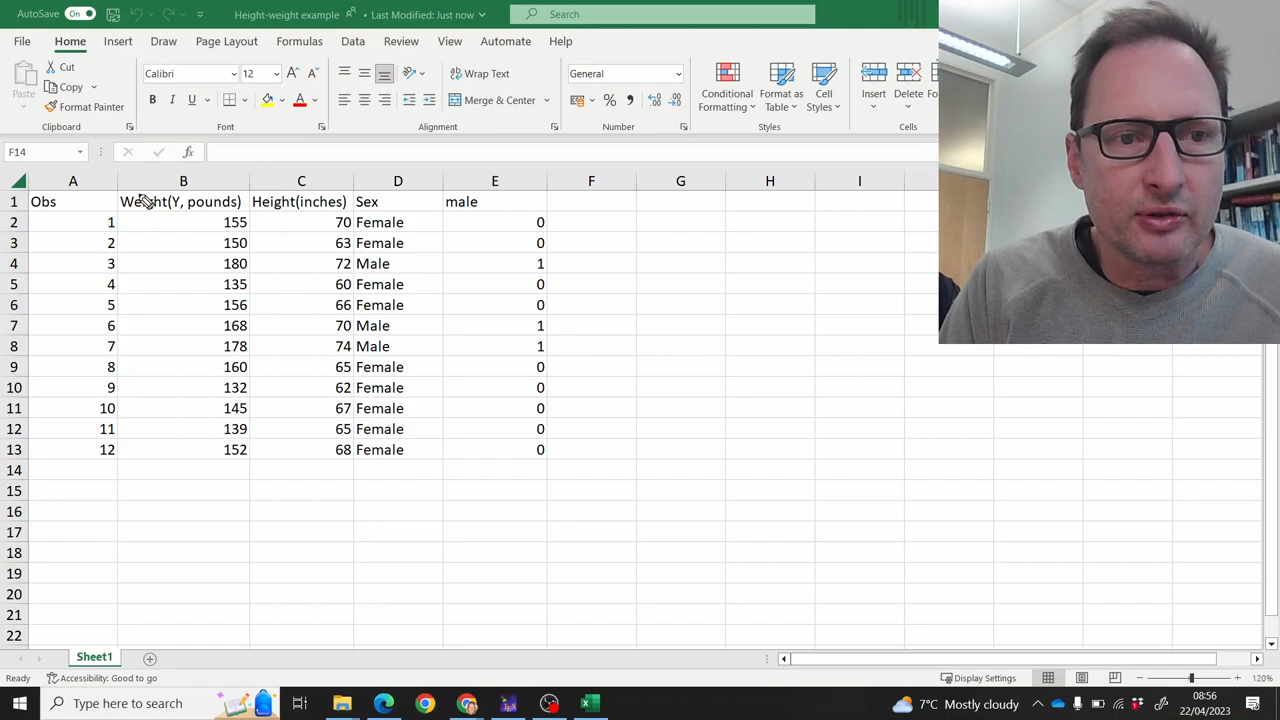 AutoSave On Height-weight example Last Modified: Just now Search
File Home Insert Draw Page Layout Formulas Data Review View Automate Help
Paste Cut Copy Format Painter Clipboard
Calibri 12 B I U A Font
Wrap Text Merge & Center Alignment
General % Number
Conditional Formatting Format as Table Cell Styles Styles
Insert Delete Cells
F14 fx
A B C D E F G H I
1 Obs Weight(Y, pounds) Height(inches) Sex male
2 1 155 70 Female 0
3 2 150 63 Female 0
4 3 180 72 Male 1
5 4 135 60 Female 0
6 5 156 66 Female 0
7 6 168 70 Male 1
8 7 178 74 Male 1
9 8 160 65 Female 0
10 9 132 62 Female 0
11 10 145 67 Female 0
12 11 139 65 Female 0
13 12 152 68 Female 0
14
15
16
17
18
19
20
21
22
Sheet1
Ready Accessibility: Good to go Display Settings 120%
Type here to search 7°C Mostly cloudy 08:56
22/04/2023